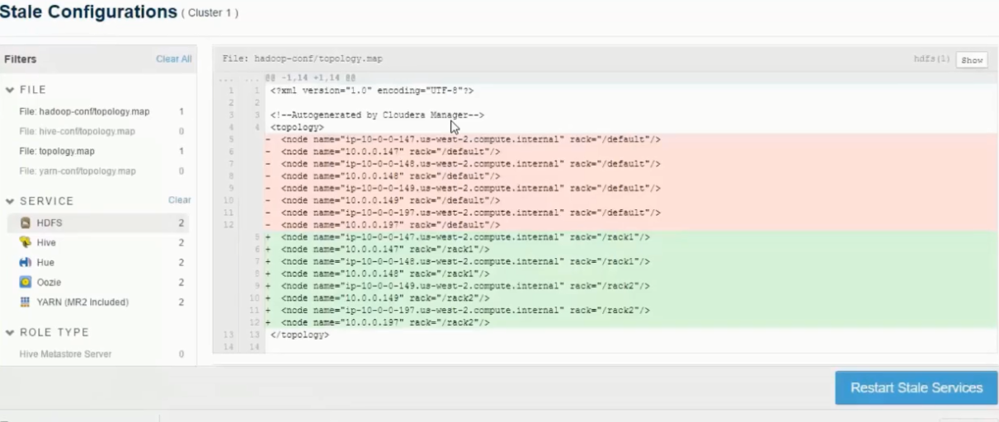 Stale Configurations ( Cluster 1 )
Filters Clear All
FILE
File: hadoop-conf/topology.map 1
File: hive-conf/topology.map 0
File: topology.map 1
File: yarn-conf/topology.map 0
SERVICE Clear
HDFS 2
Hive 2
Hue 2
Oozie 2
YARN (MR2 Included) 2
ROLE TYPE
Hive Metastore Server 0
File: hadoop-conf/topology.map hdfs(1) Show
... ... @@ -1,14 +1,14 @@
1 1 <?xml version="1.0" encoding="UTF-8"?>
2 2
3 3 <!--Autogenerated by Cloudera Manager-->
4 4 <topology>
5 - <node name="ip-10-0-0-147.us-west-2.compute.internal" rack="/default"/>
6 - <node name="10.0.0.147" rack="/default"/>
7 - <node name="ip-10-0-0-148.us-west-2.compute.internal" rack="/default"/>
8 - <node name="10.0.0.148" rack="/default"/>
9 - <node name="ip-10-0-0-149.us-west-2.compute.internal" rack="/default"/>
10 - <node name="10.0.0.149" rack="/default"/>
11 - <node name="ip-10-0-0-197.us-west-2.compute.internal" rack="/default"/>
12 - <node name="10.0.0.197" rack="/default"/>
5 + <node name="ip-10-0-0-147.us-west-2.compute.internal" rack="/rack1"/>
6 + <node name="10.0.0.147" rack="/rack1"/>
7 + <node name="ip-10-0-0-148.us-west-2.compute.internal" rack="/rack1"/>
8 + <node name="10.0.0.148" rack="/rack1"/>
9 + <node name="ip-10-0-0-149.us-west-2.compute.internal" rack="/rack2"/>
10 + <node name="10.0.0.149" rack="/rack2"/>
11 + <node name="ip-10-0-0-197.us-west-2.compute.internal" rack="/rack2"/>
12 + <node name="10.0.0.197" rack="/rack2"/>
13 13 </topology>
14 14
Restart Stale Services